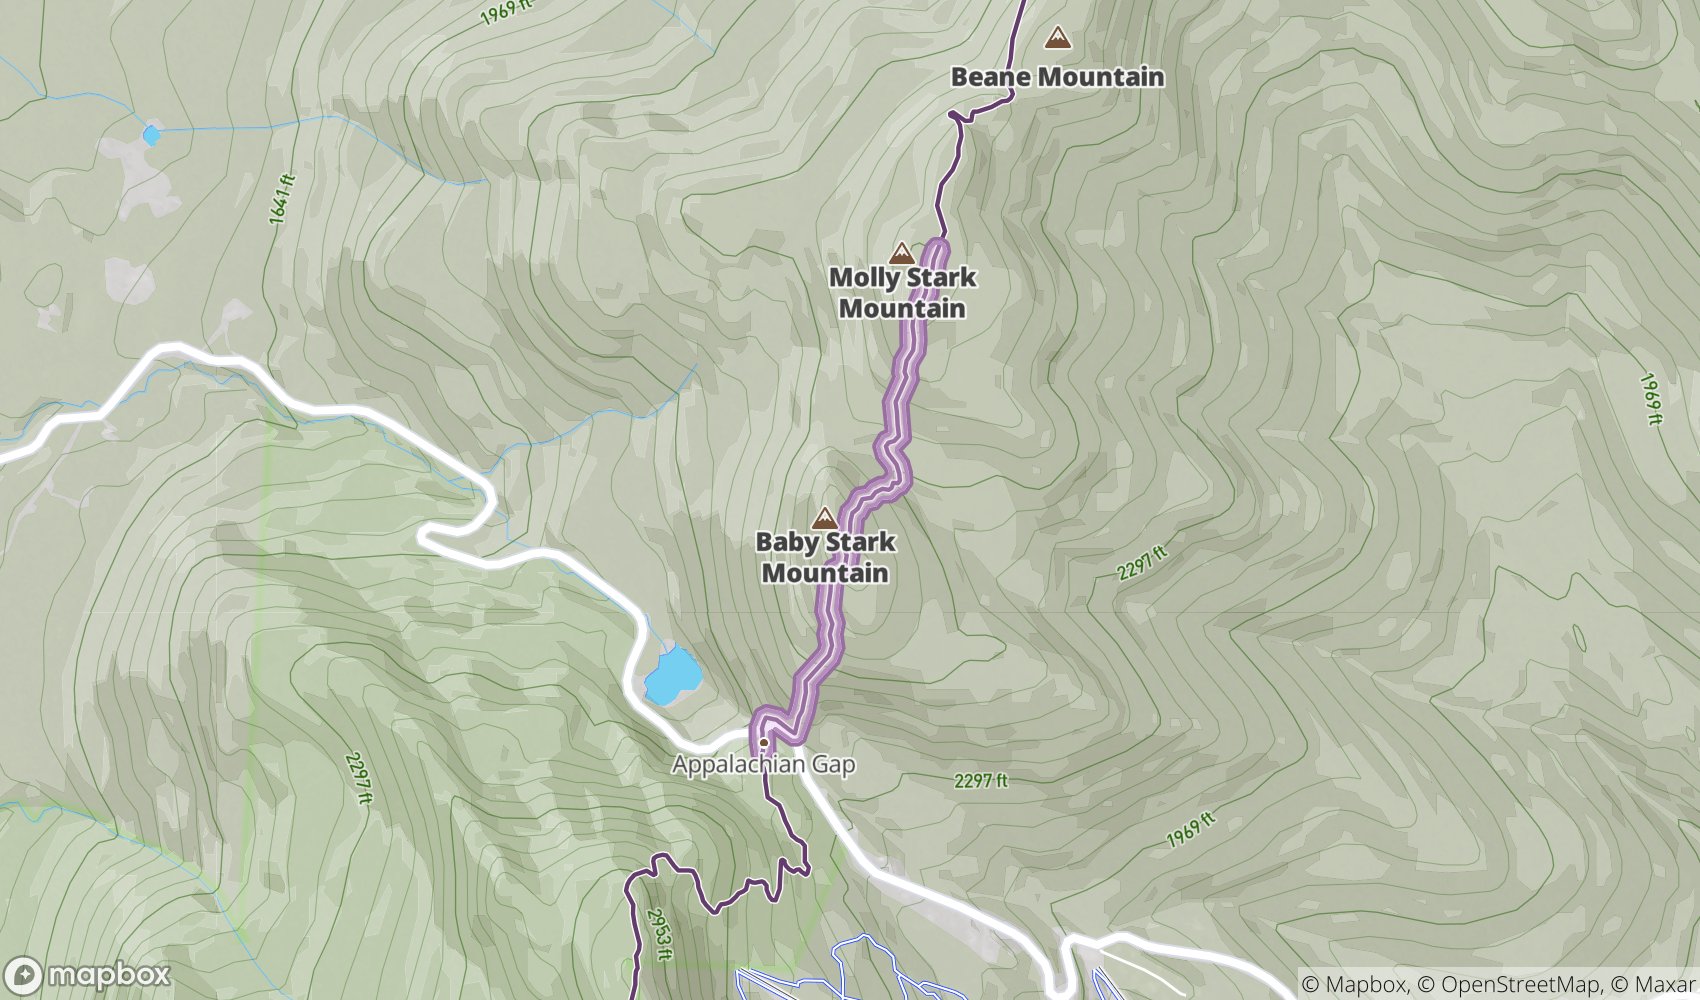 1969 ft
Beane Mountain
1641 ft
Molly Stark
Mountain
1969 ft
Baby Stark
Mountain
2297 ft
Appalachian Gap
2297 ft
2297 ft
1969 ft
2953 ft
mapbox
© Mapbox, © OpenStreetMap, © Maxar